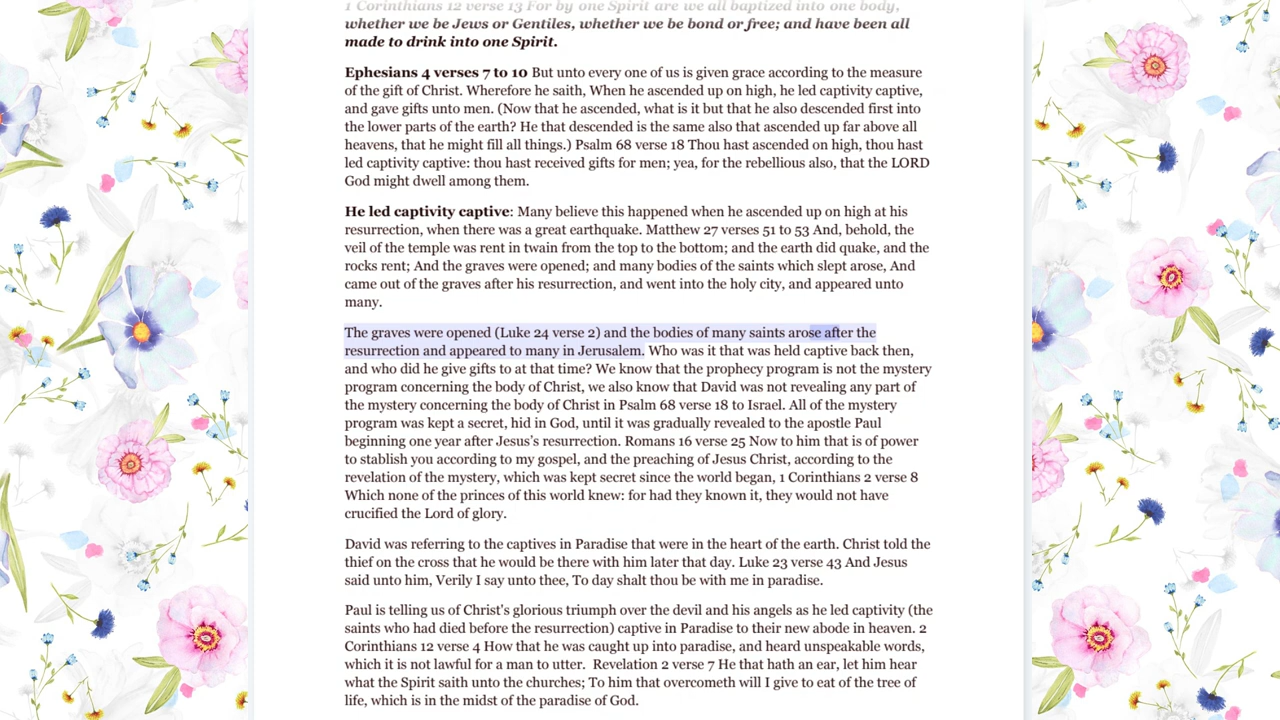 1 Corinthians 12 verse 13 For by one Spirit are we all baptized into one body,
whether we be Jews or Gentiles, whether we be bond or free; and have been all
made to drink into one Spirit.
Ephesians 4 verses 7 to 10 But unto every one of us is given grace according to the measure
of the gift of Christ. Wherefore he saith, When he ascended up on high, he led captivity captive,
and gave gifts unto men. (Now that he ascended, what is it but that he also descended first into
the lower parts of the earth? He that descended is the same also that ascended up far above all
heavens, that he might fill all things.) Psalm 68 verse 18 Thou hast ascended on high, thou hast
led captivity captive: thou hast received gifts for men; yea, for the rebellious also, that the LORD
God might dwell among them.
He led captivity captive: Many believe this happened when he ascended up on high at his
resurrection, when there was a great earthquake. Matthew 27 verses 51 to 53 And, behold, the
veil of the temple was rent in twain from the top to the bottom; and the earth did quake, and the
rocks rent; And the graves were opened; and many bodies of the saints which slept arose, And
came out of the graves after his resurrection, and went into the holy city, and appeared unto
many.
The graves were opened (Luke 24 verse 2) and the bodies of many saints arose after the
resurrection and appeared to many in Jerusalem. Who was it that was held captive back then,
and who did he give gifts to at that time? We know that the prophecy program is not the mystery
program concerning the body of Christ, we also know that David was not revealing any part of
the mystery concerning the body of Christ in Psalm 68 verse 18 to Israel. All of the mystery
program was kept a secret, hid in God, until it was gradually revealed to the apostle Paul
beginning one year after Jesus's resurrection. Romans 16 verse 25 Now to him that is of power
to stablish you according to my gospel, and the preaching of Jesus Christ, according to the
revelation of the mystery, which was kept secret since the world began, 1 Corinthians 2 verse 8
Which none of the princes of this world knew: for had they known it, they would not have
crucified the Lord of glory.
David was referring to the captives in Paradise that were in the heart of the earth. Christ told the
thief on the cross that he would be there with him later that day. Luke 23 verse 43 And Jesus
said unto him, Verily I say unto thee, To day shalt thou be with me in paradise.
Paul is telling us of Christ's glorious triumph over the devil and his angels as he led captivity (the
saints who had died before the resurrection) captive in Paradise to their new abode in heaven. 2
Corinthians 12 verse 4 How that he was caught up into paradise, and heard unspeakable words,
which it is not lawful for a man to utter. Revelation 2 verse 7 He that hath an ear, let him hear
what the Spirit saith unto the churches; To him that overcometh will I give to eat of the tree of
life, which is in the midst of the paradise of God.